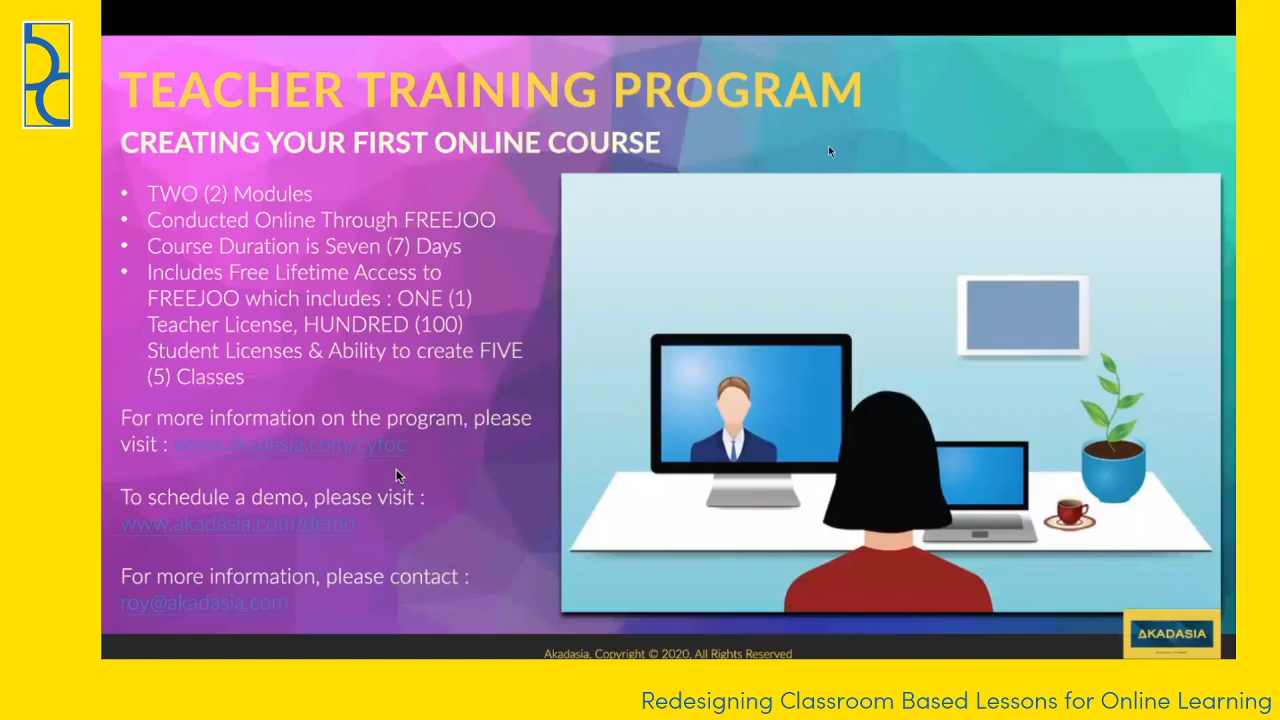 TEACHER TRAINING PROGRAM
CREATING YOUR FIRST ONLINE COURSE
• TWO (2) Modules
• Conducted Online Through FREEJOO
• Course Duration is Seven (7) Days
• Includes Free Lifetime Access to
FREEJOO which includes : ONE (1)
Teacher License, HUNDRED (100)
Student Licenses & Ability to create FIVE
(5) Classes
For more information on the program, please
visit : www.akadasia.com/cyfoc
To schedule a demo, please visit :
www.akadasia.com/demo
For more information, please contact :
roy@akadasia.com
AKADASIA
Akadasia, Copyright © 2020, All Rights Reserved
Redesigning Classroom Based Lessons for Online Learning